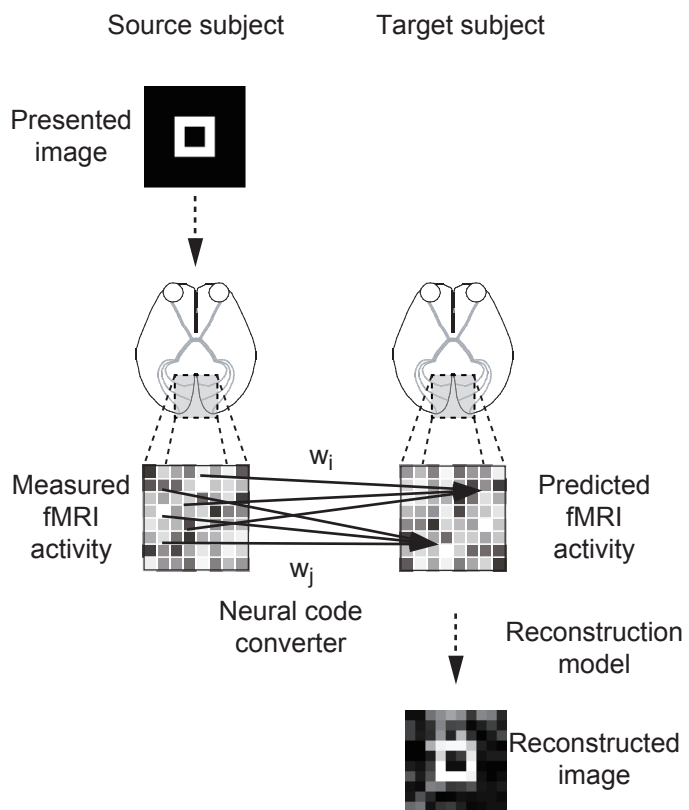 Source subject
Target subject
Presented
image
w_i
Measured
fMRI
activity
Predicted
fMRI
activity
w_j
Neural code
converter
Reconstruction
model
Reconstructed
image